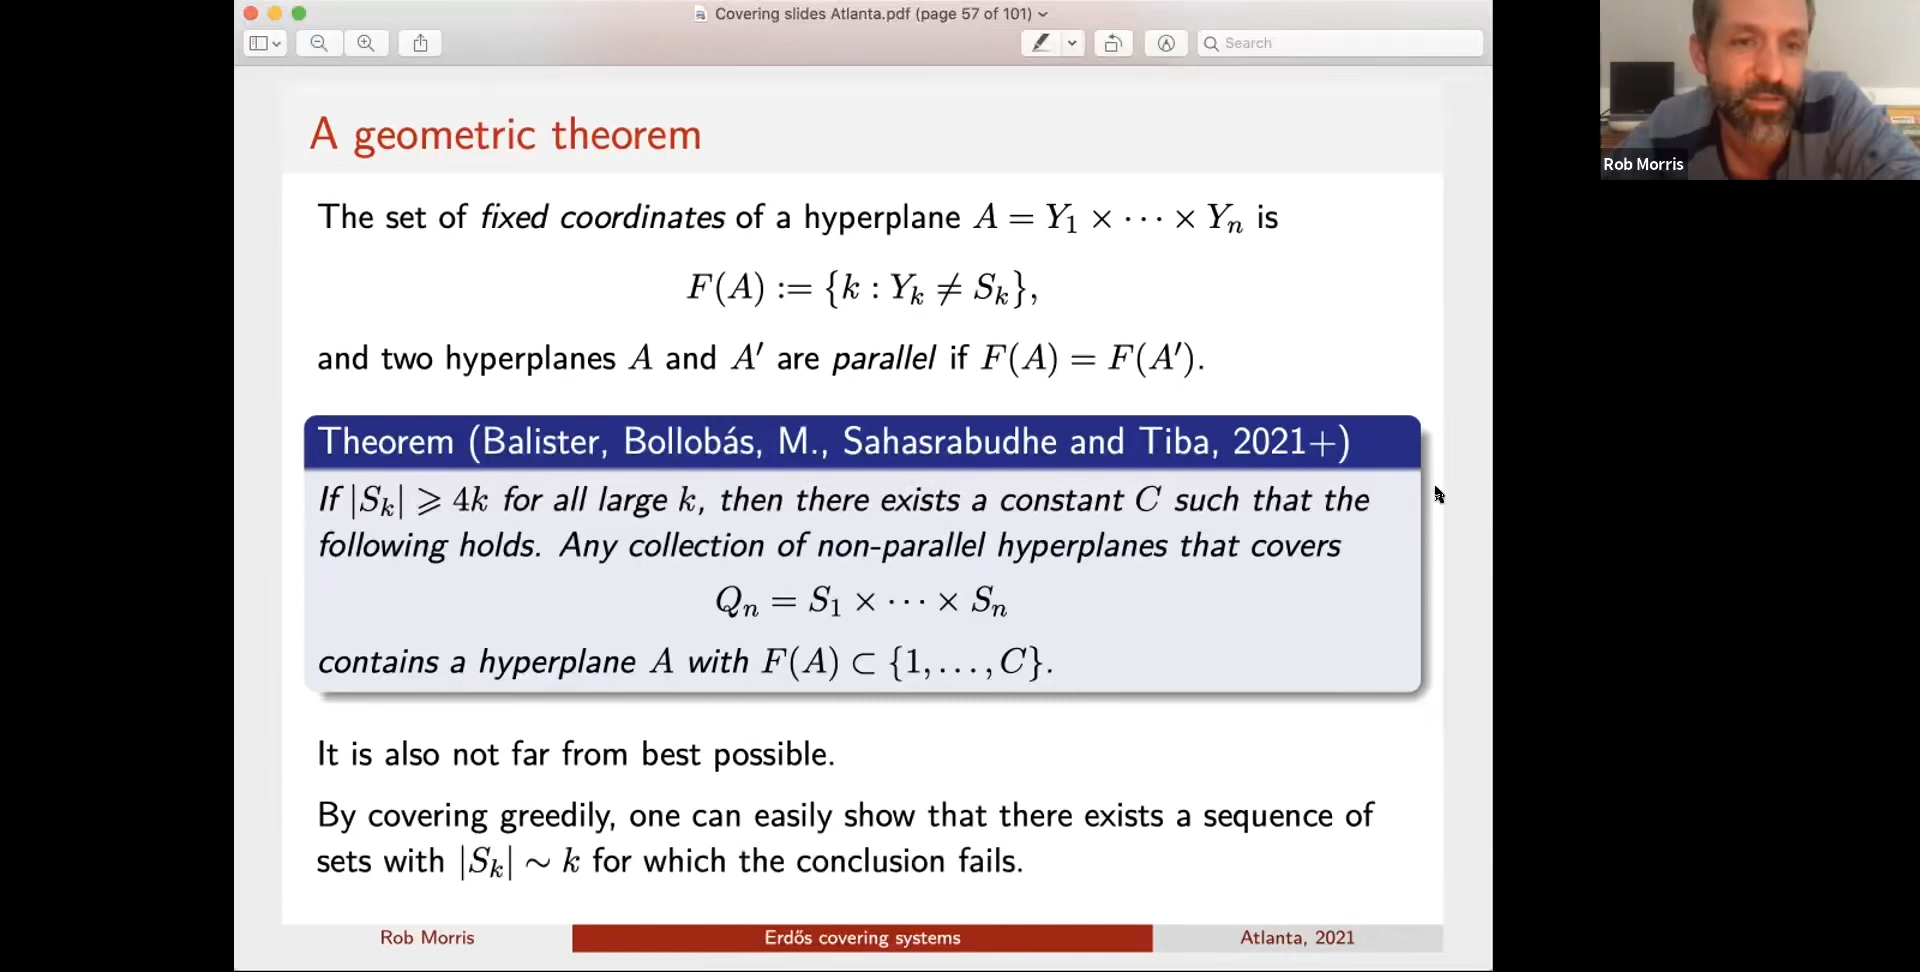 Covering slides Atlanta.pdf (page 57 of 101)
Search
A geometric theorem
The set of fixed coordinates of a hyperplane A = Y₁ × ··· × Yₙ is
F(A) := {k : Yₖ ≠ Sₖ},
and two hyperplanes A and A′ are parallel if F(A) = F(A′).
Theorem (Balister, Bollobás, M., Sahasrabudhe and Tiba, 2021+)
If |Sₖ| ⩾ 4k for all large k, then there exists a constant C such that the
following holds. Any collection of non-parallel hyperplanes that covers
Qₙ = S₁ × ··· × Sₙ
contains a hyperplane A with F(A) ⊂ {1, . . . , C}.
It is also not far from best possible.
By covering greedily, one can easily show that there exists a sequence of
sets with |Sₖ| ∼ k for which the conclusion fails.
Rob Morris
Erdős covering systems
Atlanta, 2021
Rob Morris